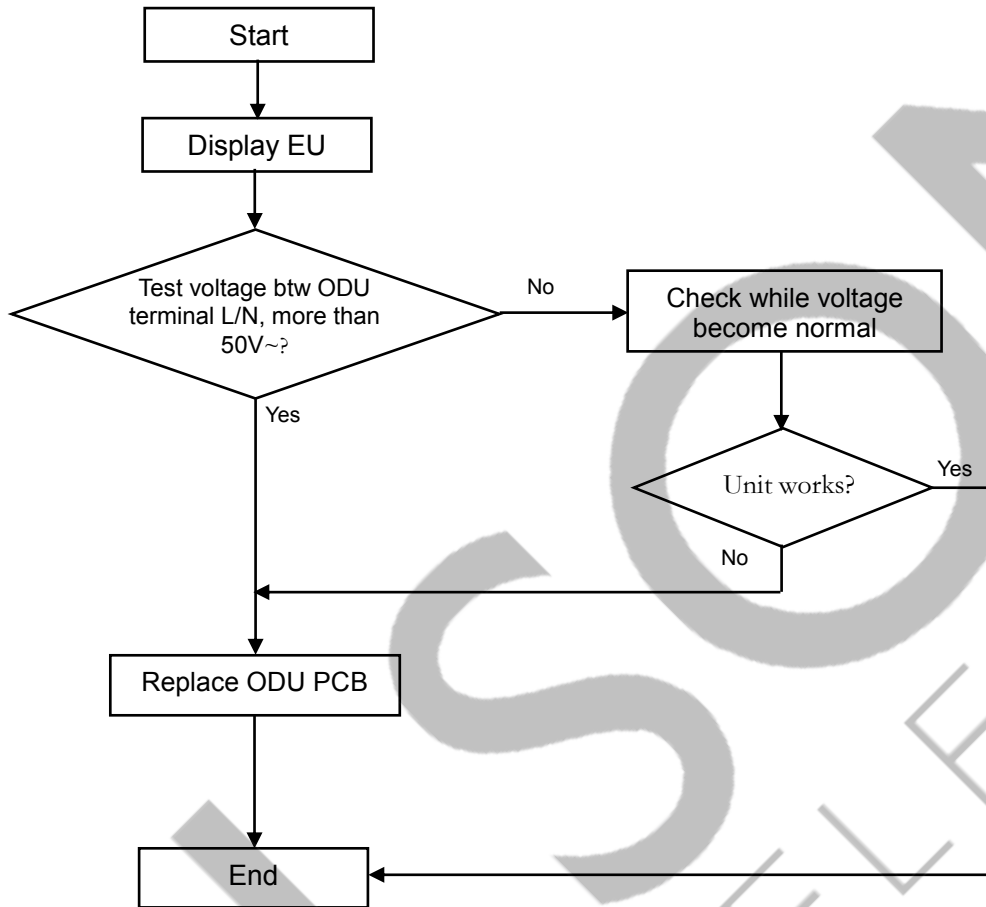 Start
Display EU
Test voltage btw ODU
terminal L/N, more than
50V~?
No
Check while voltage
become normal
Yes
Unit works?
Yes
No
Replace ODU PCB
End